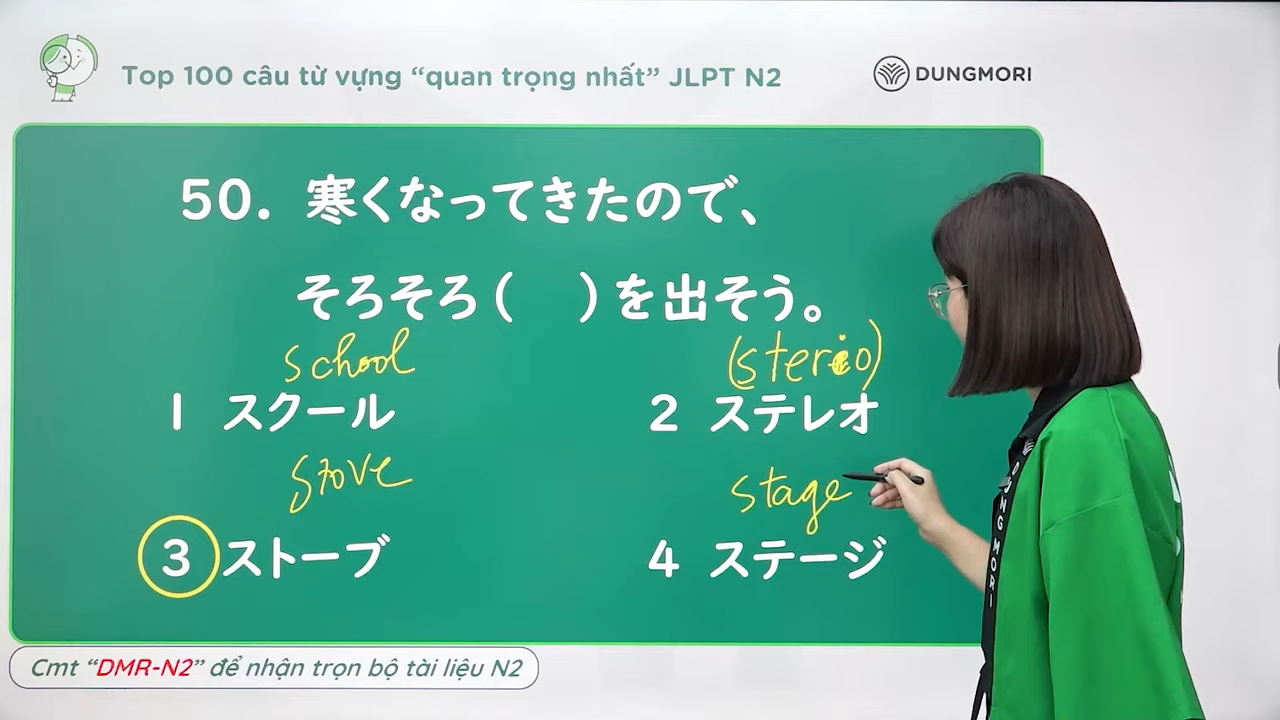 Top 100 câu từ vựng “quan trọng nhất” JLPT N2
DUNGMORI
50. 寒くなってきたので、
そろそろ（　）を出そう。
school
(stereo)
1 スクール
2 ステレオ
stove
stage
3 ストーブ
4 ステージ
Cmt “DMR-N2” để nhận trọn bộ tài liệu N2